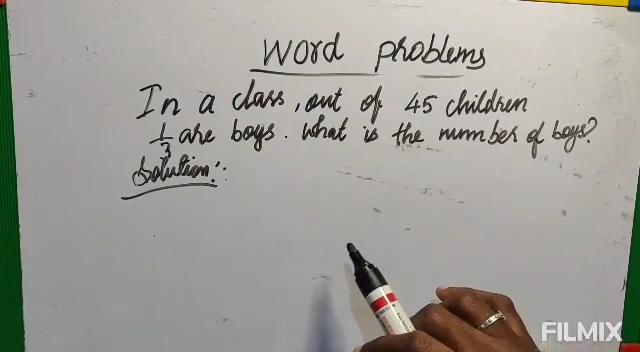 Word problems
In a class, out of 45 children
1/3 are boys. What is the number of boys?
Solution:
FILMIX